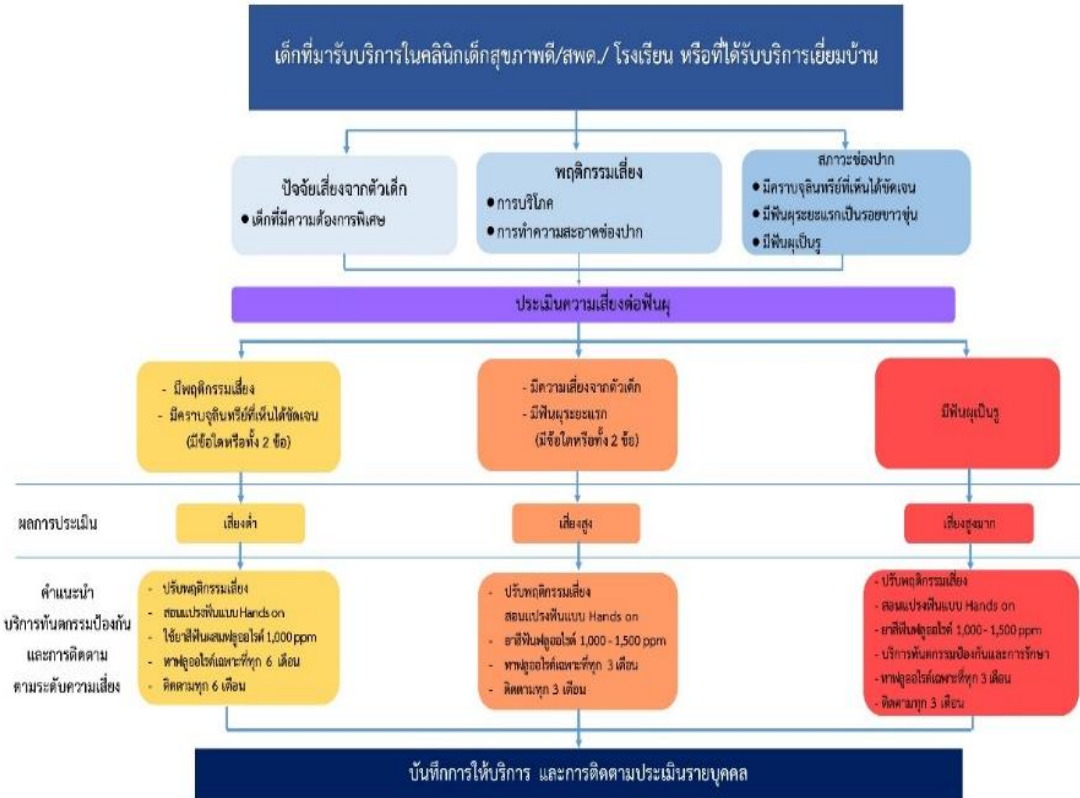 เด็กที่มารับบริการในคลินิกเด็กสุขภาพดี/สพด./ โรงเรียน หรือที่ได้รับบริการเยี่ยมบ้าน
ปัจจัยเสี่ยงจากตัวเด็ก
● เด็กที่มีความต้องการพิเศษ
พฤติกรรมเสี่ยง
● การบริโภค
● การทำความสะอาดช่องปาก
สภาวะช่องปาก
● มีคราบจุลินทรีย์ที่เห็นได้ชัดเจน
● มีฟันผุระยะแรกเป็นรอยขาวขุ่น
● มีฟันผุเป็นรู
ประเมินความเสี่ยงต่อฟันผุ
- มีพฤติกรรมเสี่ยง
- มีคราบจุลินทรีย์ที่เห็นได้ชัดเจน
(มีข้อใดหรือทั้ง 2 ข้อ)
- มีความเสี่ยงจากตัวเด็ก
- มีฟันผุระยะแรก
(มีข้อใดหรือทั้ง 2 ข้อ)
มีฟันผุเป็นรู
ผลการประเมิน
เสี่ยงต่ำ
เสี่ยงสูง
เสี่ยงสูงมาก
คำแนะนำ
บริการทันตกรรมป้องกัน
และการติดตาม
ตามระดับความเสี่ยง
- ปรับพฤติกรรมเสี่ยง
- สอนแปรงฟันแบบ Hands on
- ใช้ยาสีฟันผสมฟลูออไรด์ 1,000 ppm
- ทาฟลูออไรด์เฉพาะที่ทุก 6 เดือน
- ติดตามทุก 6 เดือน
- ปรับพฤติกรรมเสี่ยง
สอนแปรงฟันแบบ Hands on
- ยาสีฟันฟลูออไรด์ 1,000 - 1,500 ppm
- ทาฟลูออไรด์เฉพาะที่ทุก 3 เดือน
- ติดตามทุก 3 เดือน
- ปรับพฤติกรรมเสี่ยง
- สอนแปรงฟันแบบ Hands on
- ยาสีฟันฟลูออไรด์ 1,000 - 1,500 ppm
- บริการทันตกรรมป้องกันและการรักษา
- ทาฟลูออไรด์เฉพาะที่ทุก 3 เดือน
- ติดตามทุก 3 เดือน
บันทึกการให้บริการ และการติดตามประเมินรายบุคคล